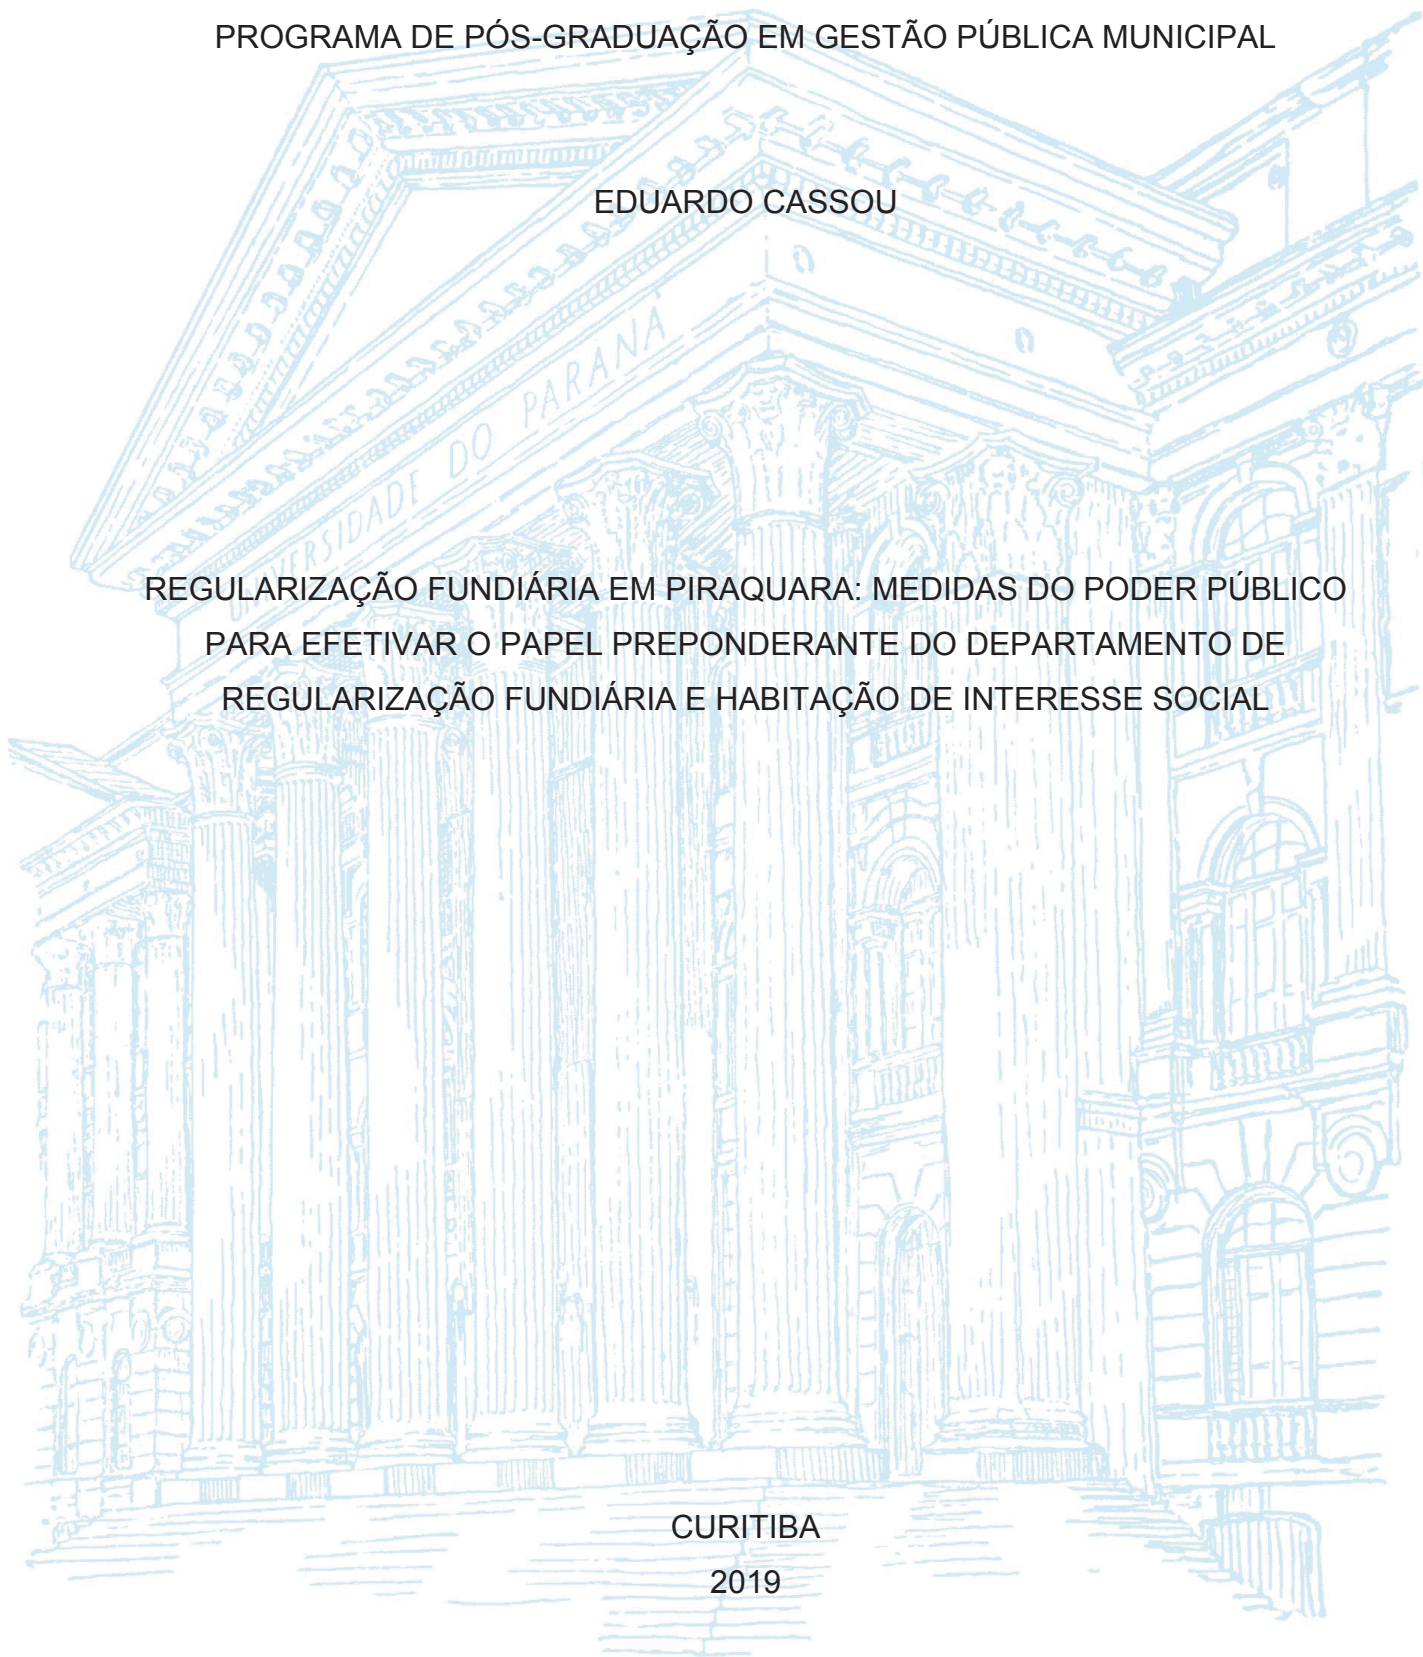 PROGRAMA DE PÓS-GRADUAÇÃO EM GESTÃO PÚBLICA MUNICIPAL
EDUARDO CASSOU
VERSIDADE DO PARANÁ
REGULARIZAÇÃO FUNDIÁRIA EM PIRAQUARA: MEDIDAS DO PODER PÚBLICO
PARA EFETIVAR O PAPEL PREPONDERANTE DO DEPARTAMENTO DE
REGULARIZAÇÃO FUNDIÁRIA E HABITAÇÃO DE INTERESSE SOCIAL
CURITIBA
2019